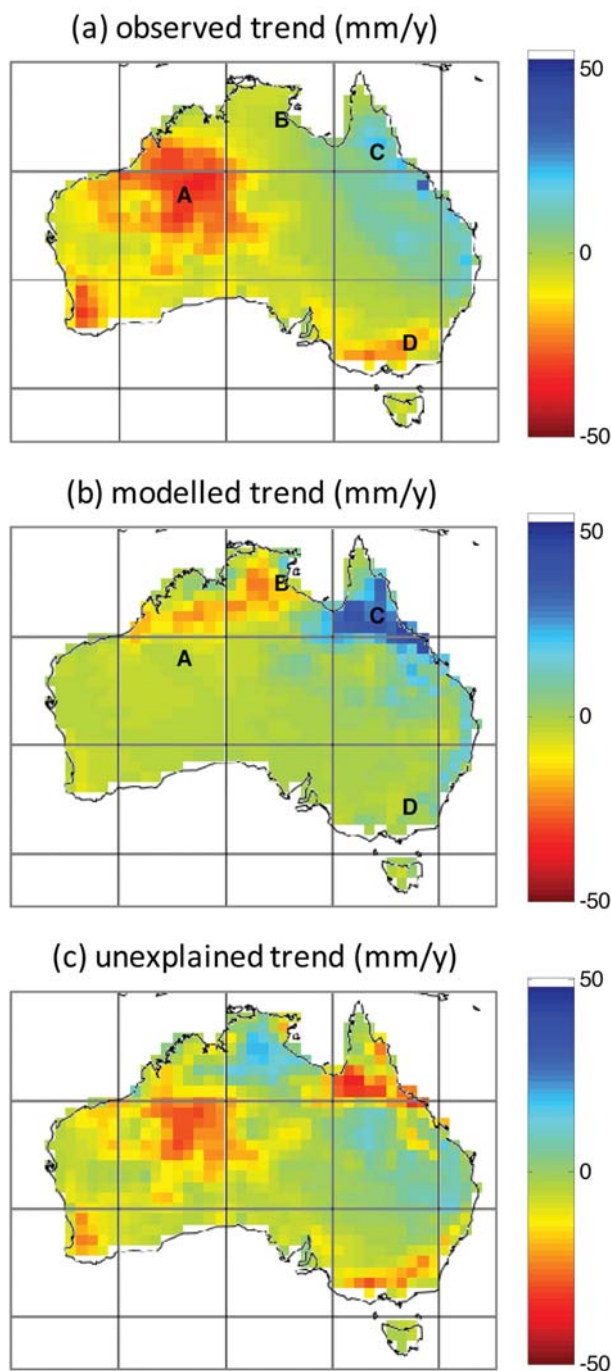 (a) observed trend (mm/y)
50
B
C
A
0
D
-50
(b) modelled trend (mm/y)
50
B
C
A
0
D
-50
(c) unexplained trend (mm/y)
50
0
-50